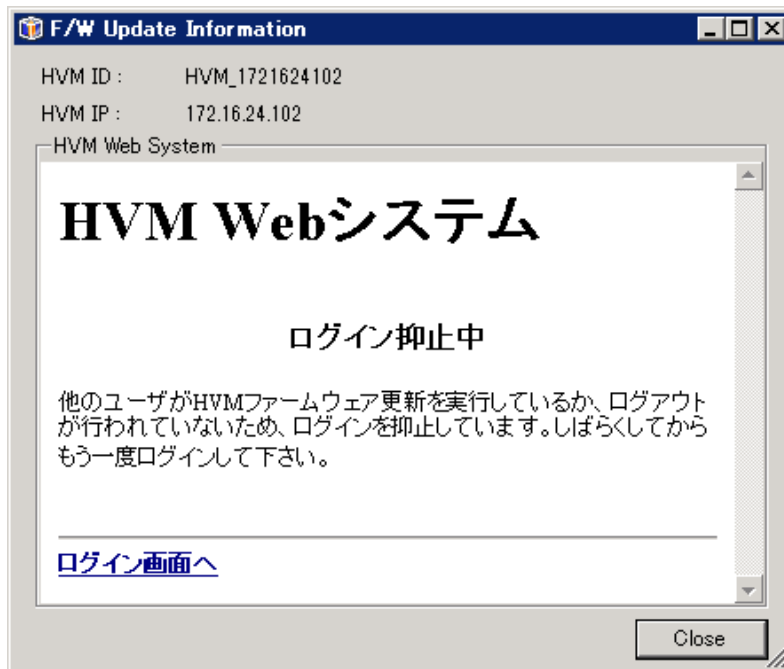 F/W Update Information
HVM ID : HVM_1721624102
HVM IP : 172.16.24.102
HVM Web System
HVM Webシステム
ログイン抑止中
他のユーザがHVMファームウェア更新を実行しているか、ログアウト
が行われていないため、ログインを抑止しています。しばらくしてから
もう一度ログインして下さい。
ログイン画面へ
Close